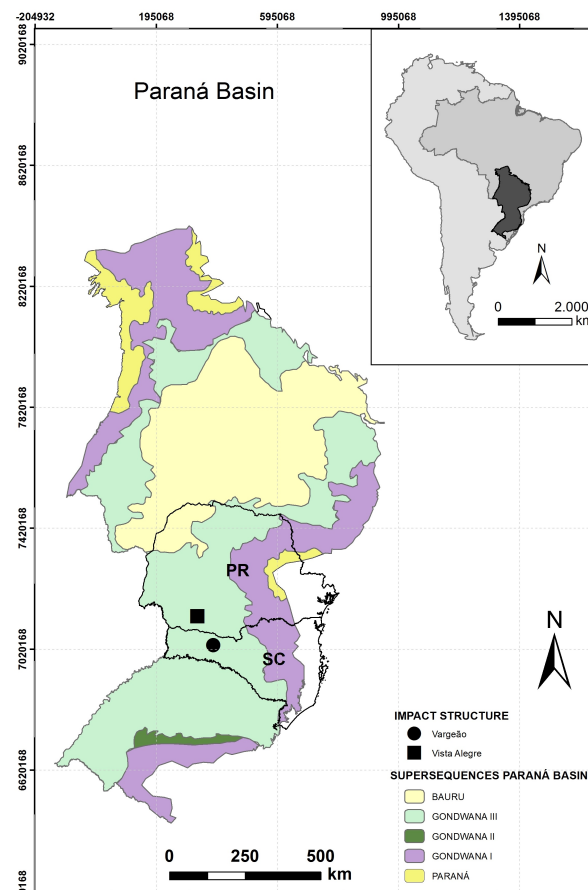 -204932 195068 595068 995068 1395068
9020168
Paraná Basin
8620168
N
0 2.000
km
8220168
7820168
7420168
PR
N
7020168
SC
IMPACT STRUCTURE
Vargeão
Vista Alegre
6620168
SUPERSEQUENCES PARANÁ BASIN
BAURU
GONDWANA III
GONDWANA II
GONDWANA I
PARANÁ
0 250 500
km
0168